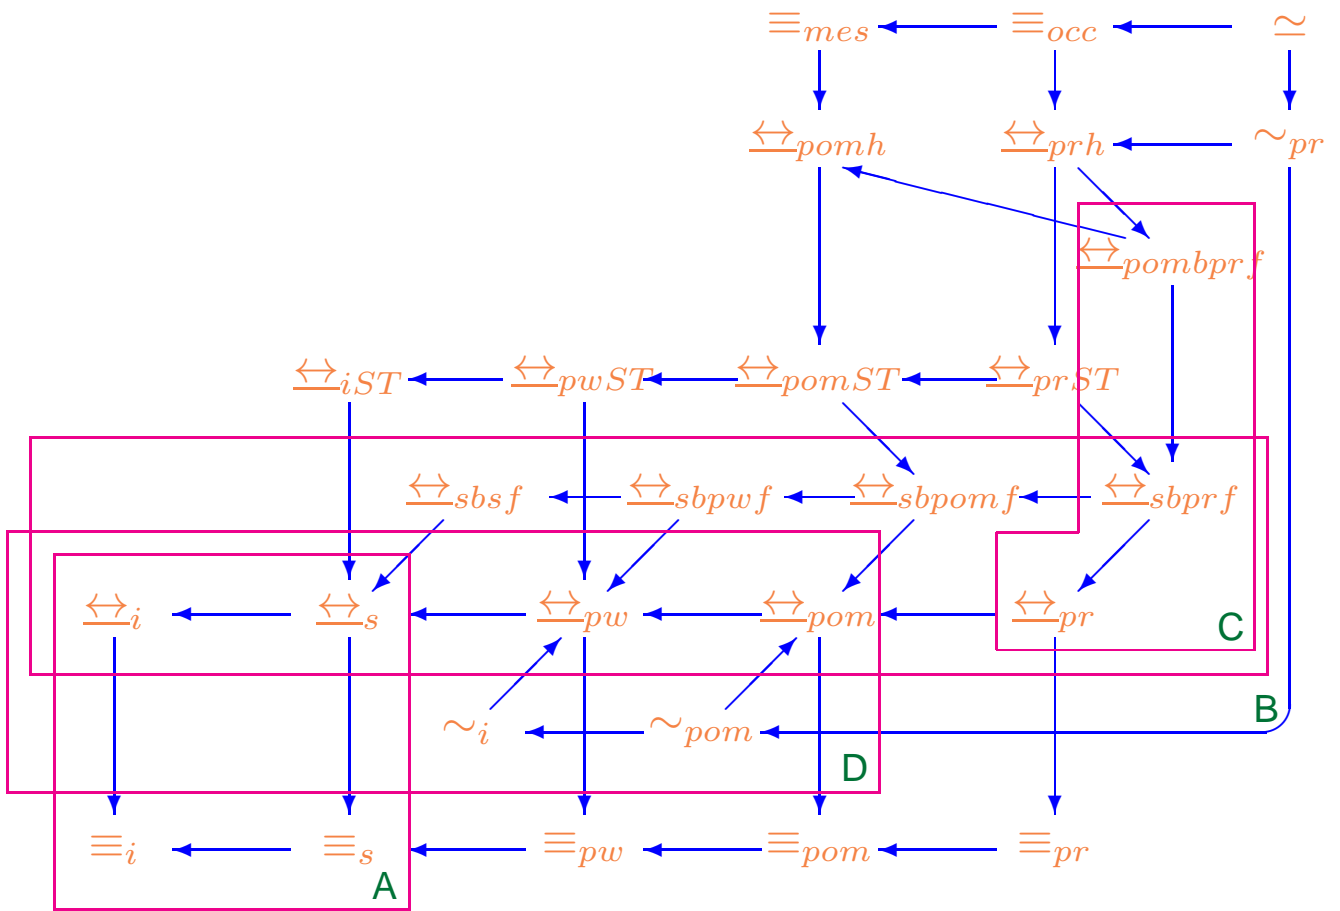 ≡mes ≡occ ≃
↔pomh ↔prh ∼pr
↔pombprf
↔iST ↔pwST ↔pomST ↔prST
↔sbsf ↔sbpwf ↔sbpomf ↔sbprf
↔i ↔s ↔pw ↔pom ↔pr
C
B
∼i ∼pom
D
≡i ≡s ≡pw ≡pom ≡pr
A